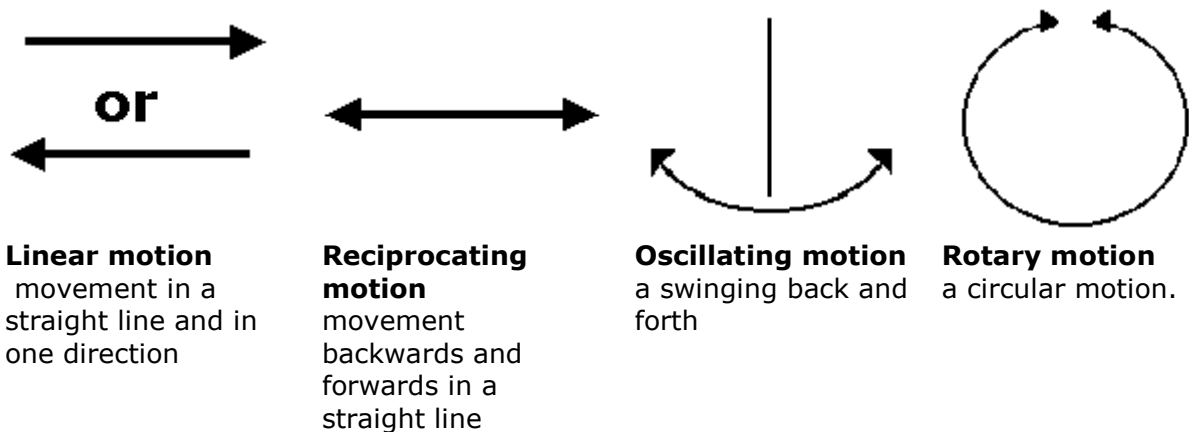 or
Linear motion
movement in a
straight line and in
one direction
Reciprocating
motion
movement
backwards and
forwards in a
straight line
Oscillating motion
a swinging back and
forth
Rotary motion
a circular motion.